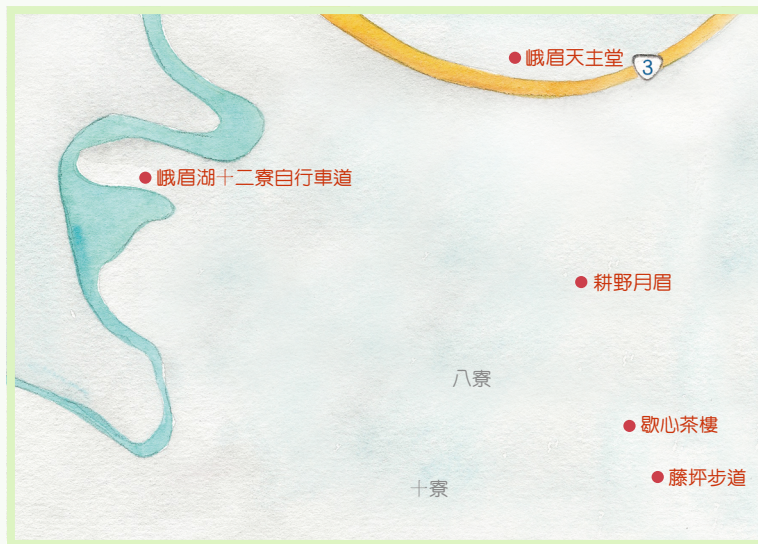 峨眉天主堂
3
峨眉湖十二寮自行車道
耕野月眉
八寮
歇心茶樓
藤坪步道
十寮